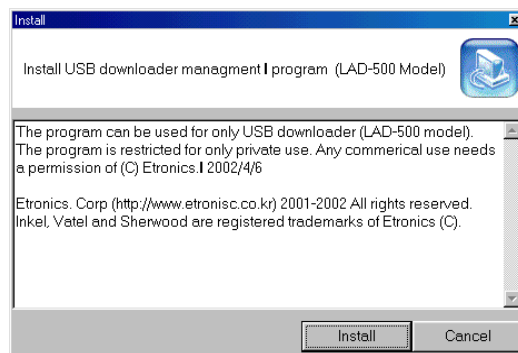 Install
Install USB downloader managment I program (LAD-500 Model)
The program can be used for only USB downloader (LAD-500 model).
The program is restricted for only private use. Any commerical use needs
a permission of (C) Etronics.I 2002/4/6
Etronics. Corp (http://www.etronisc.co.kr) 2001-2002 All rights reserved.
Inkel, Vatel and Sherwood are registered trademarks of Etronics (C).
Install
Cancel